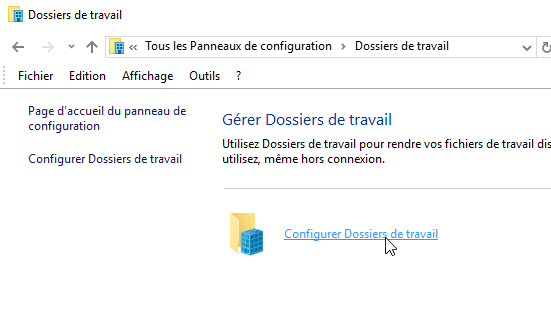 Dossiers de travail
« Tous les Panneaux de configuration > Dossiers de travail
Fichier Edition Affichage Outils ?
Page d'accueil du panneau de
configuration
Configurer Dossiers de travail
Gérer Dossiers de travail
Utilisez Dossiers de travail pour rendre vos fichiers de travail dis
utilisez, même hors connexion.
Configurer Dossiers de travail